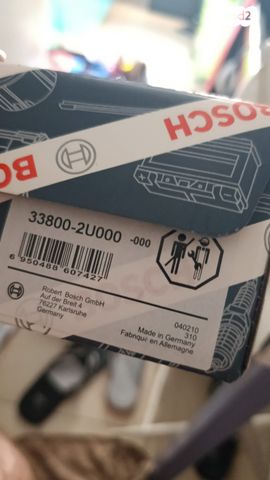 BOSCH
BOSCH
33800-2U000 -000
6 950488 607427
Robert Bosch GmbH
Auf der Breit 4
76227 Karlsruhe
Germany
040210
310
Made in Germany
Fabriqué en Allemagne